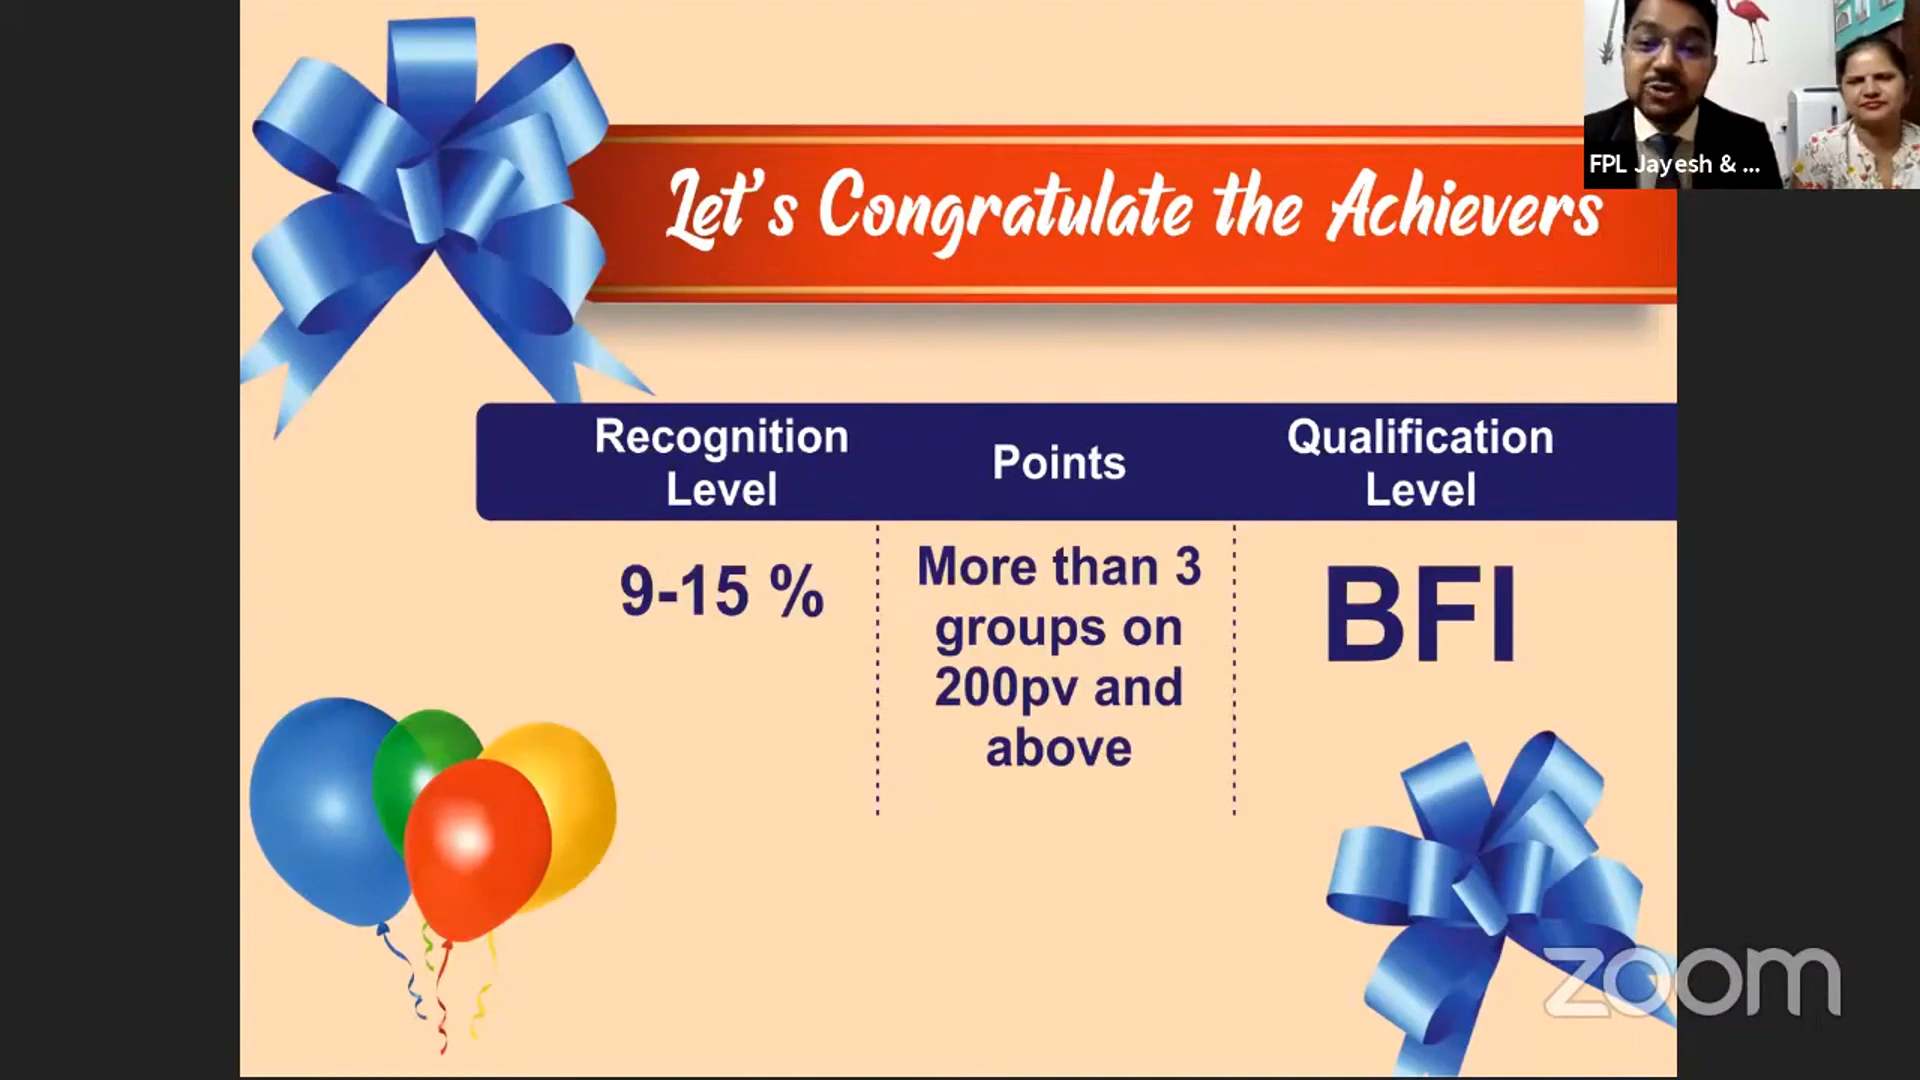 FPL Jayesh & ...
Let's Congratulate the Achievers
Recognition
Level
Points
Qualification
Level
9-15 %
More than 3
groups on
200pv and
above
BFI
zoom